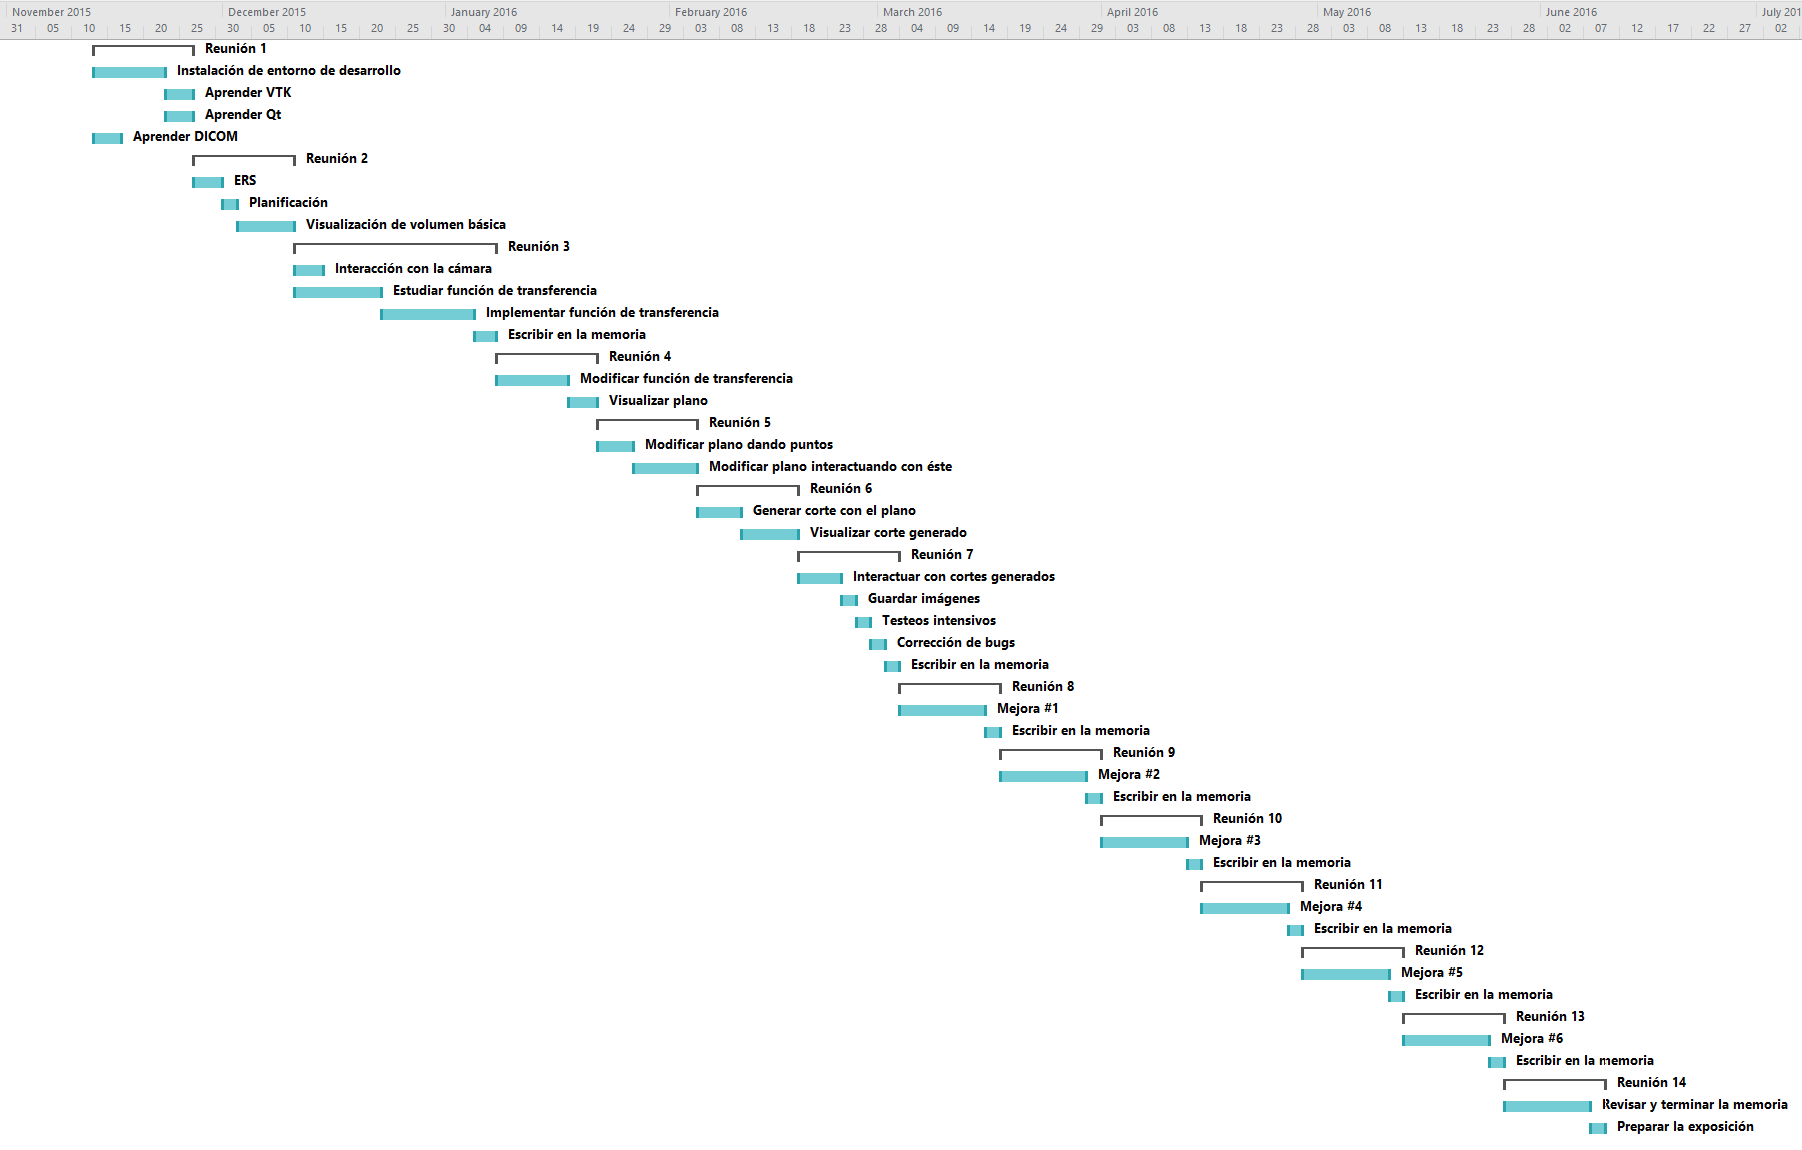 November 2015 December 2015 January 2016 February 2016 March 2016 April 2016 May 2016 June 2016 July 201
31 05 10 15 20 25 30 05 10 15 20 25 30 04 09 14 19 24 29 03 08 13 18 23 28 04 09 14 19 24 29 03 08 13 18 23 28 03 08 13 18 23 28 02 07 12 17 22 27 02
Reunión 1
Instalación de entorno de desarrollo
Aprender VTK
Aprender Qt
Aprender DICOM
Reunión 2
ERS
Planificación
Visualización de volumen básica
Reunión 3
Interacción con la cámara
Estudiar función de transferencia
Implementar función de transferencia
Escribir en la memoria
Reunión 4
Modificar función de transferencia
Visualizar plano
Reunión 5
Modificar plano dando puntos
Modificar plano interactuando con éste
Reunión 6
Generar corte con el plano
Visualizar corte generado
Reunión 7
Interactuar con cortes generados
Guardar imágenes
Testeos intensivos
Corrección de bugs
Escribir en la memoria
Reunión 8
Mejora #1
Escribir en la memoria
Reunión 9
Mejora #2
Escribir en la memoria
Reunión 10
Mejora #3
Escribir en la memoria
Reunión 11
Mejora #4
Escribir en la memoria
Reunión 12
Mejora #5
Escribir en la memoria
Reunión 13
Mejora #6
Escribir en la memoria
Reunión 14
Revisar y terminar la memoria
Preparar la exposición